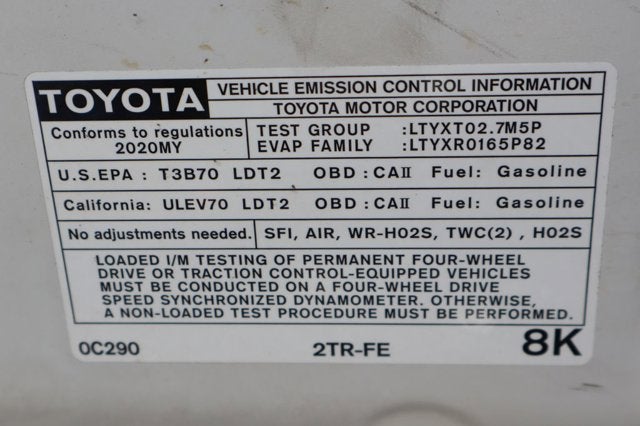 TOYOTA
VEHICLE EMISSION CONTROL INFORMATION
TOYOTA MOTOR CORPORATION
Conforms to regulations
2020MY
TEST GROUP :LTYXT02.7M5P
EVAP FAMILY :LTYXR0165P82
U.S.EPA : T3B70 LDT2 OBD : CAII Fuel: Gasoline
California: ULEV70 LDT2 OBD : CAII Fuel: Gasoline
No adjustments needed.
SFI, AIR, WR-HO2S, TWC(2) , HO2S
LOADED I/M TESTING OF PERMANENT FOUR-WHEEL
DRIVE OR TRACTION CONTROL-EQUIPPED VEHICLES
MUST BE CONDUCTED ON A FOUR-WHEEL DRIVE
SPEED SYNCHRONIZED DYNAMOMETER. OTHERWISE,
A NON-LOADED TEST PROCEDURE MUST BE PERFORMED.
0C290 2TR-FE 8K